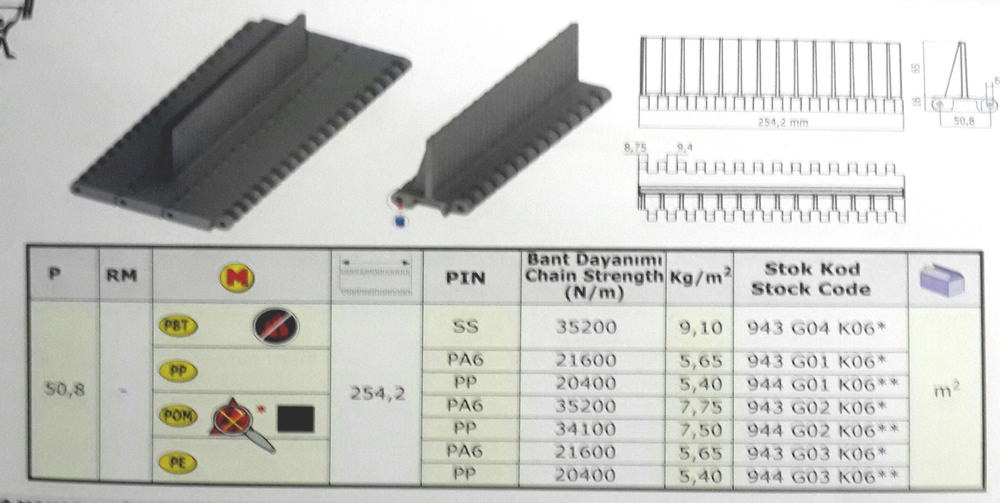 65
16
6
254,2 mm
50,8
8,75
9,4
P
RM
M
PIN
Bant Dayanımı
Chain Strength
(N/m)
Kg/m²
Stok Kod
Stock Code
50,8
-
PBT
PP
POM
*
PE
254,2
SS 35200 9,10 943 G04 K06*
PA6 21600 5,65 943 G01 K06*
PP 20400 5,40 944 G01 K06**
PA6 35200 7,75 943 G02 K06*
PP 34100 7,50 944 G02 K06**
PA6 21600 5,65 943 G03 K06*
PP 20400 5,40 944 G03 K06**
m²